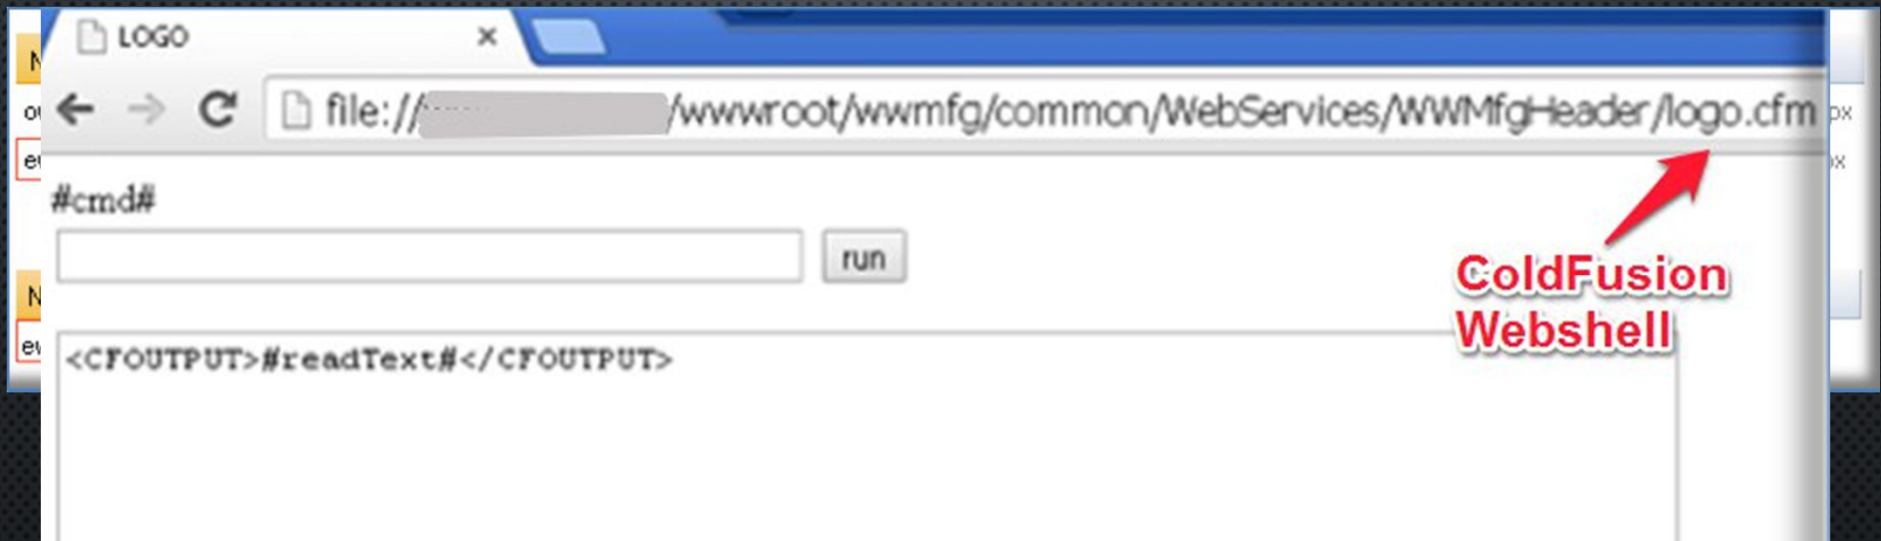 LOGO
file://
/wwwroot/wwmfg/common/WebServices/WWMfgHeader/logo.cfm
#cmd#
run
ColdFusion
Webshell
<CFOUTPUT>#readText#</CFOUTPUT>